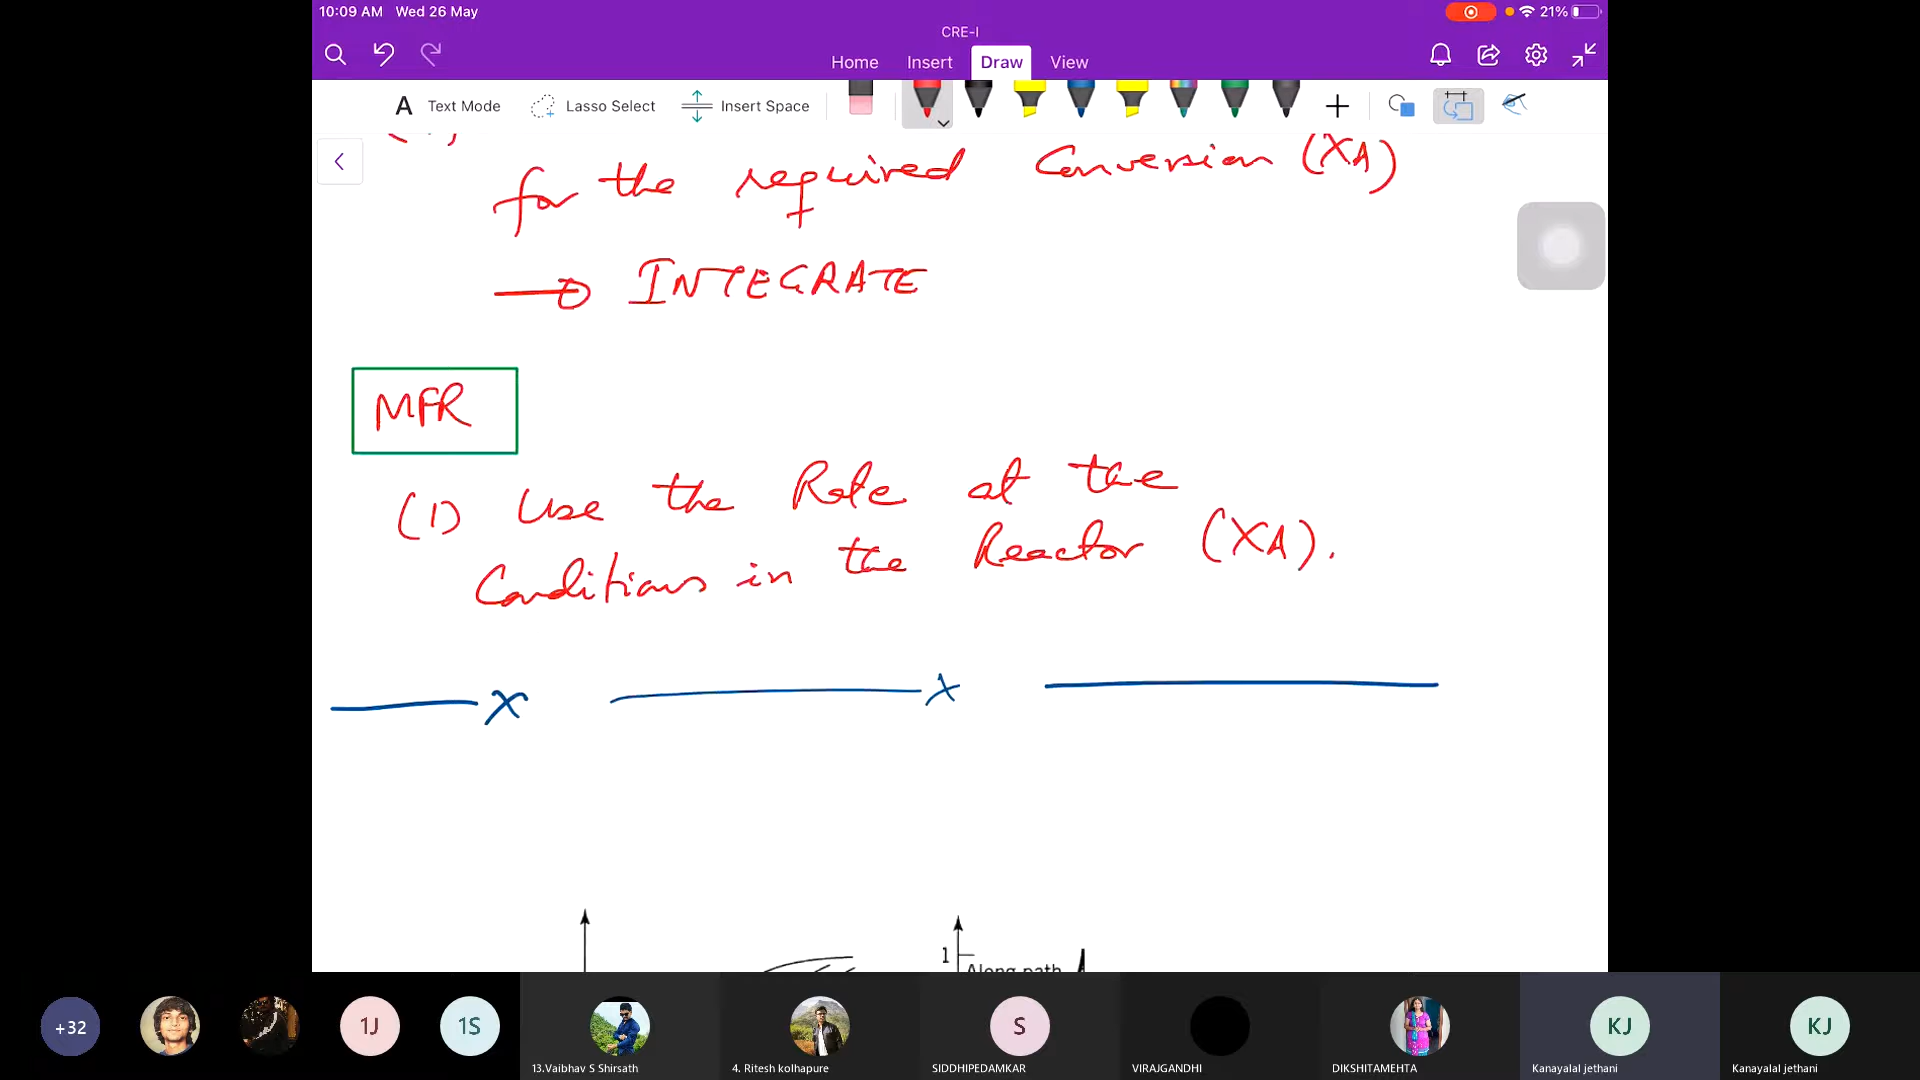 10:09 AM Wed 26 May
21%
CRE-I
Home Insert Draw View
A Text Mode Lasso Select Insert Space
for the required Conversion (XA)
INTEGRATE
MFR
(1) Use the Rate at the
Conditions in the Reactor (XA).
x x
1
Along path
+32
1J
1S
S
KJ
KJ
13.Vaibhav S Shirsath
4. Ritesh kolhapure
SIDDHIPEDAMKAR
VIRAJGANDHI
DIKSHITAMEHTA
Kanayalal jethani
Kanayalal jethani